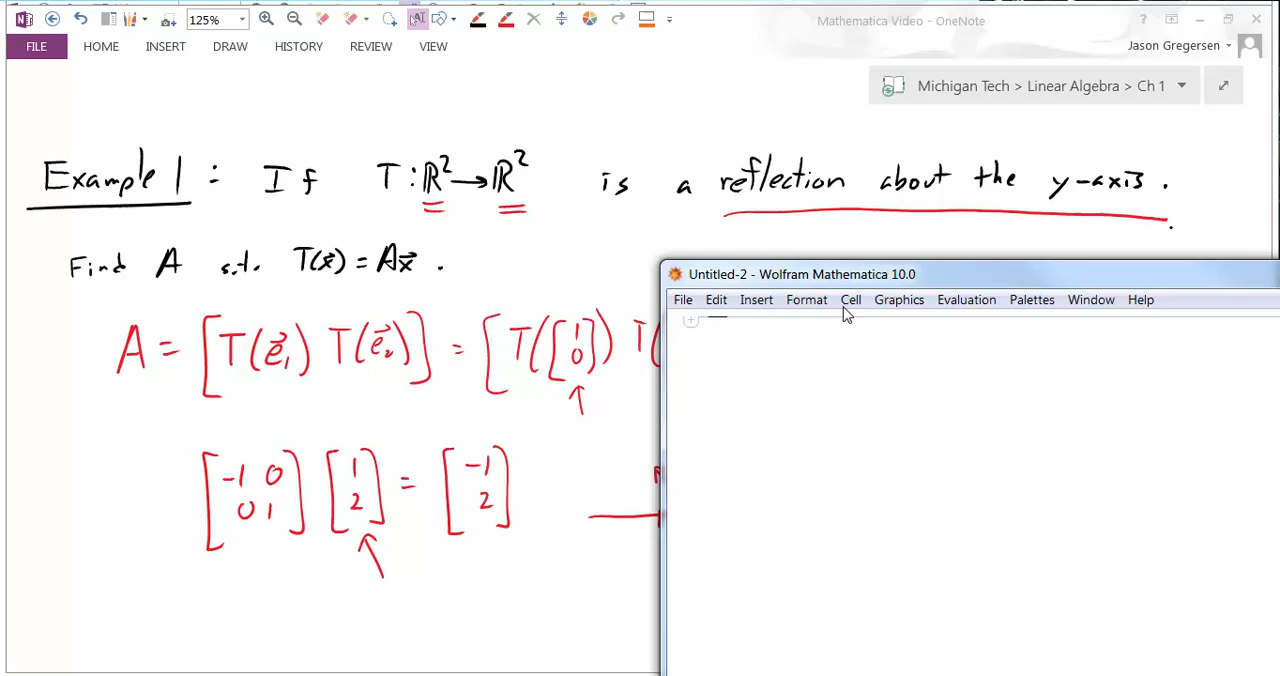 125%
Mathematica Video - OneNote
FILE HOME INSERT DRAW HISTORY REVIEW VIEW
Jason Gregersen
Michigan Tech > Linear Algebra > Ch 1
Example 1 : If T : ℝ² → ℝ² is a reflection about the y-axis .
Find A s.t. T(x⃗) = Ax⃗ .
A = [T(e⃗₁) T(e⃗₂)] = [T([1 0]) T(
[-1 0 0 1] [1 2] = [-1 2]
Untitled-2 - Wolfram Mathematica 10.0
File Edit Insert Format Cell Graphics Evaluation Palettes Window Help